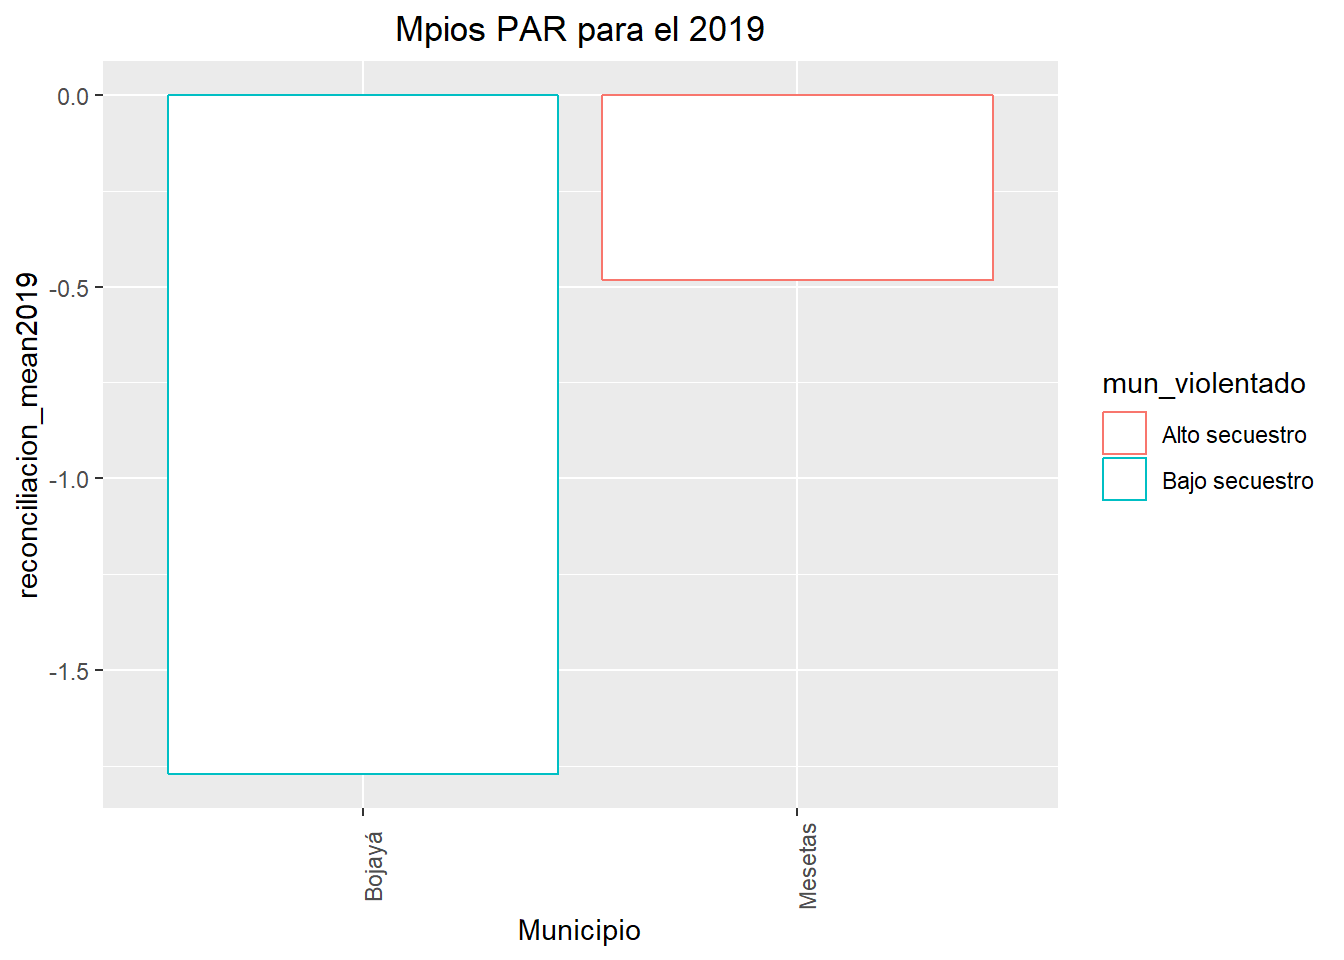 Mpios PAR para el 2019
reconciliacion_mean2019
0.0
-0.5
-1.0
-1.5
Bojayá
Mesetas
Municipio
mun_violentado
Alto secuestro
Bajo secuestro